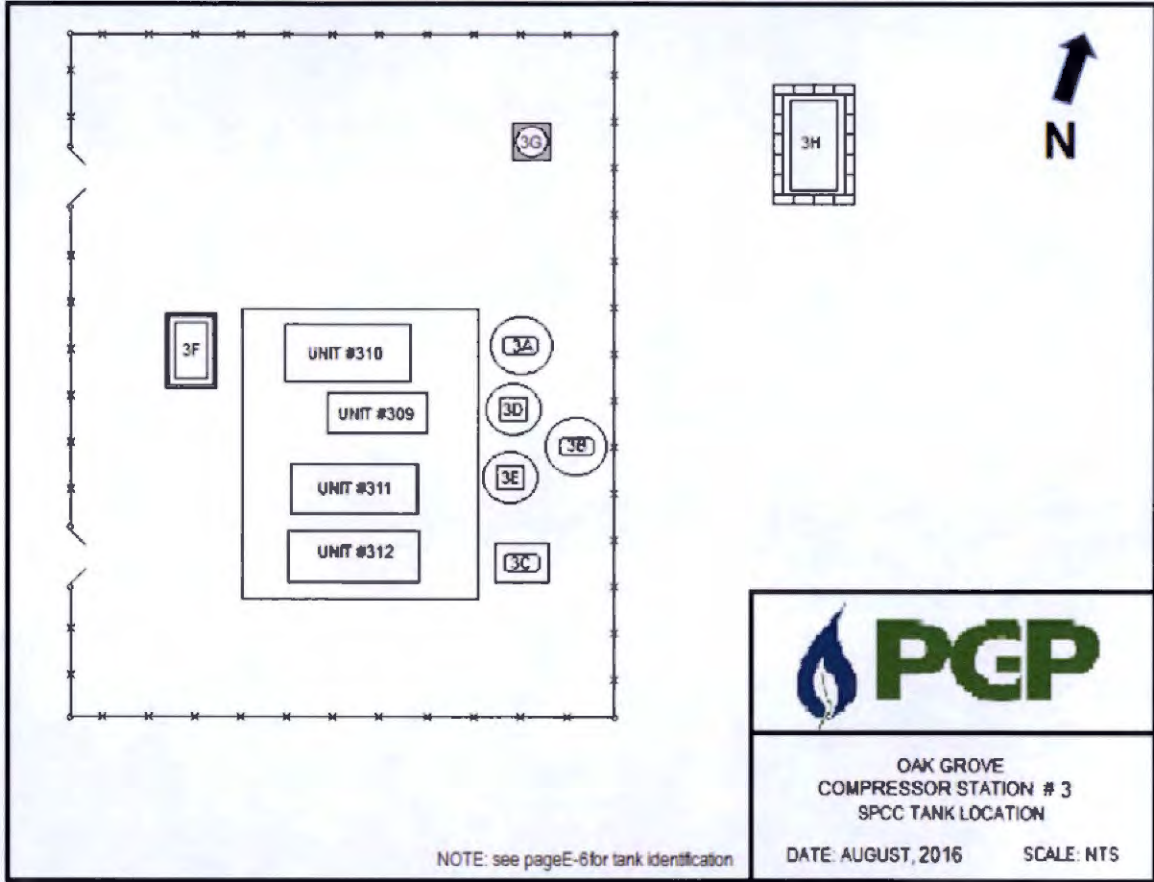 3G
3H
N
3F
UNIT #310
3A
UNIT #309
3D
3B
UNIT #311
3E
UNIT #312
3C
PGP
OAK GROVE
COMPRESSOR STATION # 3
SPCC TANK LOCATION
NOTE: see pageE-6for tank identification
DATE: AUGUST, 2016 SCALE: NTS